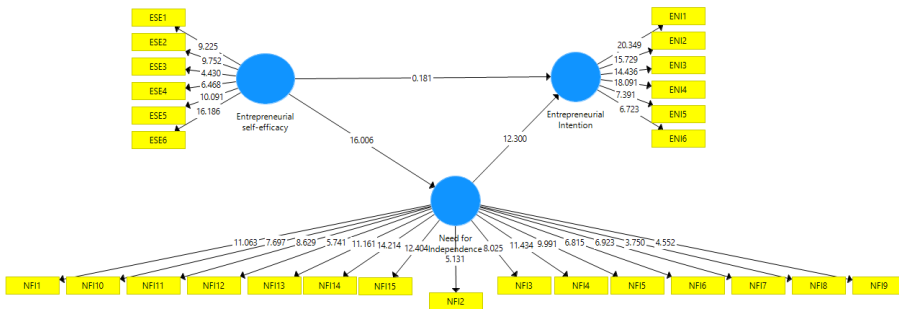 ESE1
ESE2
ESE3
ESE4
ESE5
ESE6
9.225
9.752
4.430
6.468
10.091
16.186
Entrepreneurial
self-efficacy
0.181
16.006
12.300
ENI1
ENI2
ENI3
ENI4
ENI5
ENI6
20.349
15.729
14.436
18.091
7.391
6.723
Entrepreneurial
Intention
Need for
Independence
11.063 7.697 8.629 5.741 11.161 14.214 12.404 5.131 8.025 11.434 9.991 6.815 6.923 3.750 4.552
NFI1 NFI10 NFI11 NFI12 NFI13 NFI14 NFI15 NFI2 NFI3 NFI4 NFI5 NFI6 NFI7 NFI8 NFI9